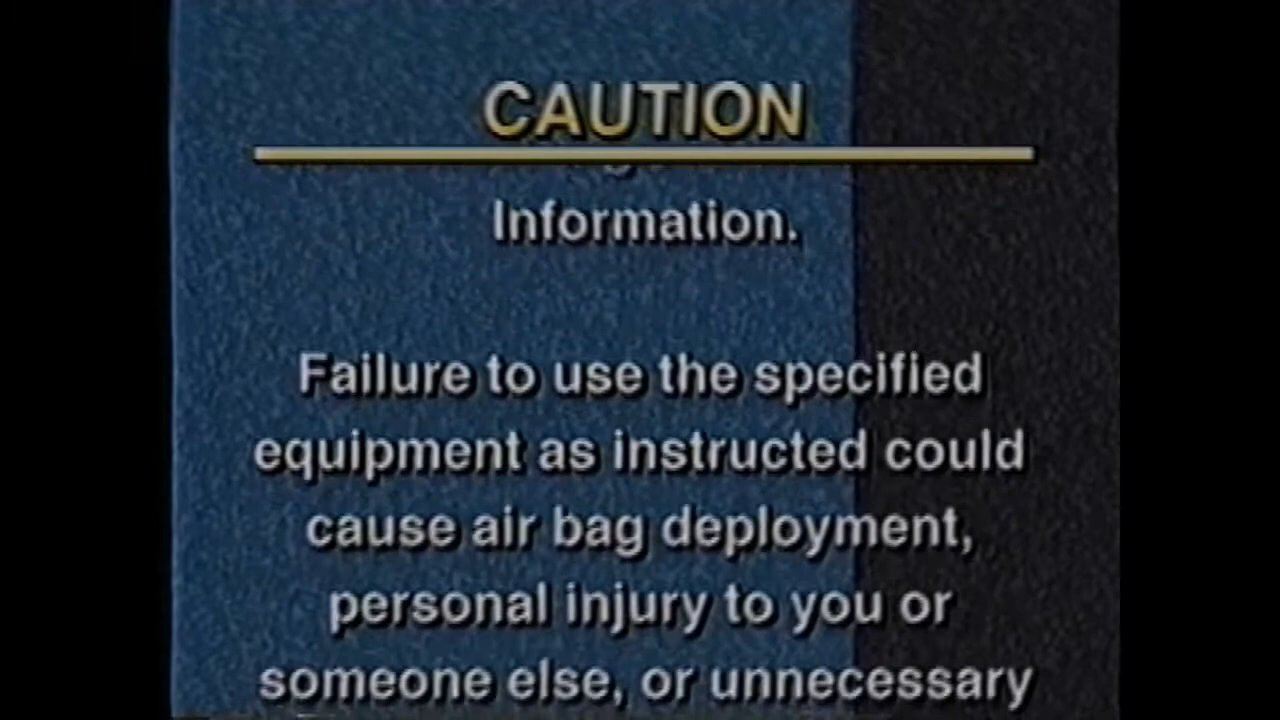 CAUTION
Information.
Failure to use the specified
equipment as instructed could
cause air bag deployment,
personal injury to you or
someone else, or unnecessary